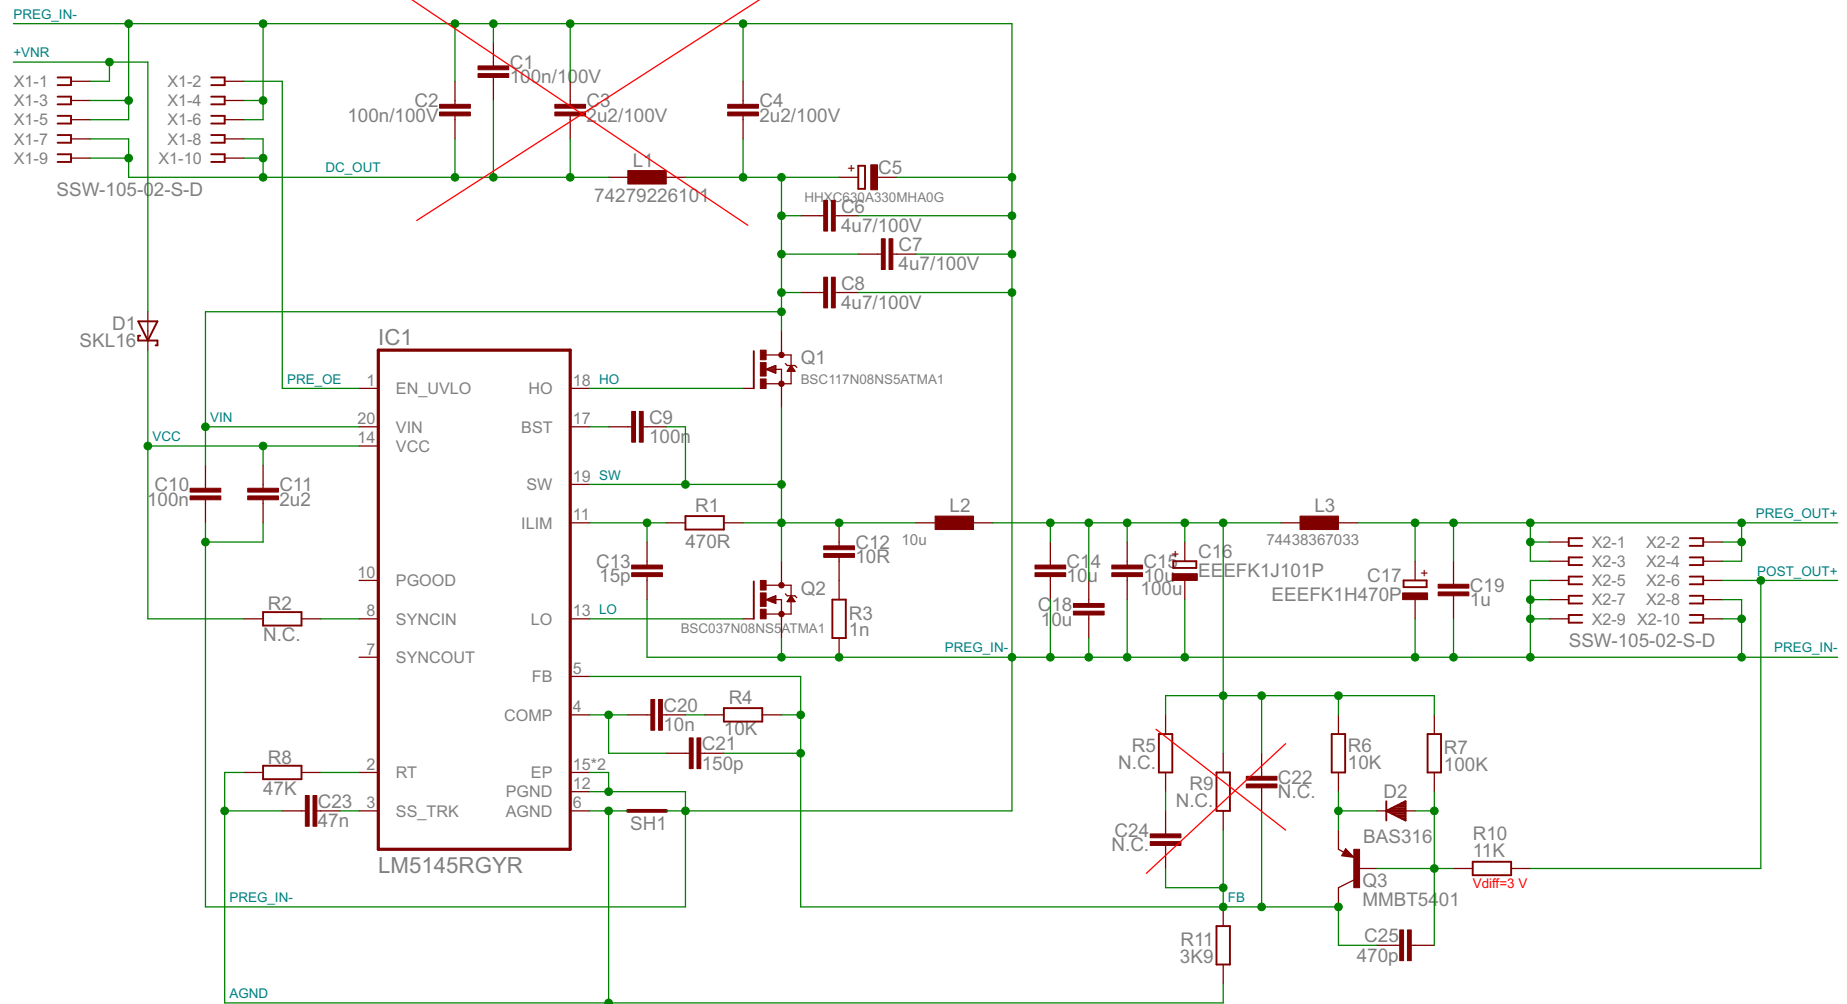 PREG_IN-
+VNR
X1-1
X1-3
X1-5
X1-7
X1-9
X1-2
X1-4
X1-6
X1-8
X1-10
SSW-105-02-S-D
DC_OUT
C1
100n/100V
C2
100n/100V
C3
2u2/100V
C4
2u2/100V
L1
74279226101
C5
HHXC630A330MHA0G
C6
4u7/100V
C7
4u7/100V
C8
4u7/100V
D1
SKL16
IC1
PRE_OE
1
EN_UVLO
VIN
20
VIN
VCC
14
VCC
10
PGOOD
8
SYNCIN
7
SYNCOUT
2
RT
3
SS_TRK
HO
18
HO
BST
17
SW
19
SW
ILIM
11
LO
13
LO
FB
5
COMP
4
EP
15*2
PGND
12
AGND
6
LM5145RGYR
Q1
BSC117N08NS5ATMA1
C9
100n
C10
100n
C11
2u2
R1
470R
C13
15p
C12
10R
R3
1n
Q2
BSC037N08NS5ATMA1
R2
N.C.
L2
10u
PREG_IN-
C14
10u
C18
10u
C15
10u
C16
EEEFK1J101P
100u
L3
74438367033
C17
EEEFK1H470P
C19
1u
X2-1
X2-3
X2-5
X2-7
X2-9
X2-2
X2-4
X2-6
X2-8
X2-10
SSW-105-02-S-D
PREG_OUT+
POST_OUT+
PREG_IN-
C20
10n
R4
10K
C21
150p
R8
47K
C23
47n
SH1
R5
N.C.
R9
N.C.
C22
N.C.
C24
N.C.
R6
10K
R7
100K
D2
BAS316
R10
11K
Vdiff=3 V
Q3
MMBT5401
C25
470p
PREG_IN-
FB
R11
3K9
AGND